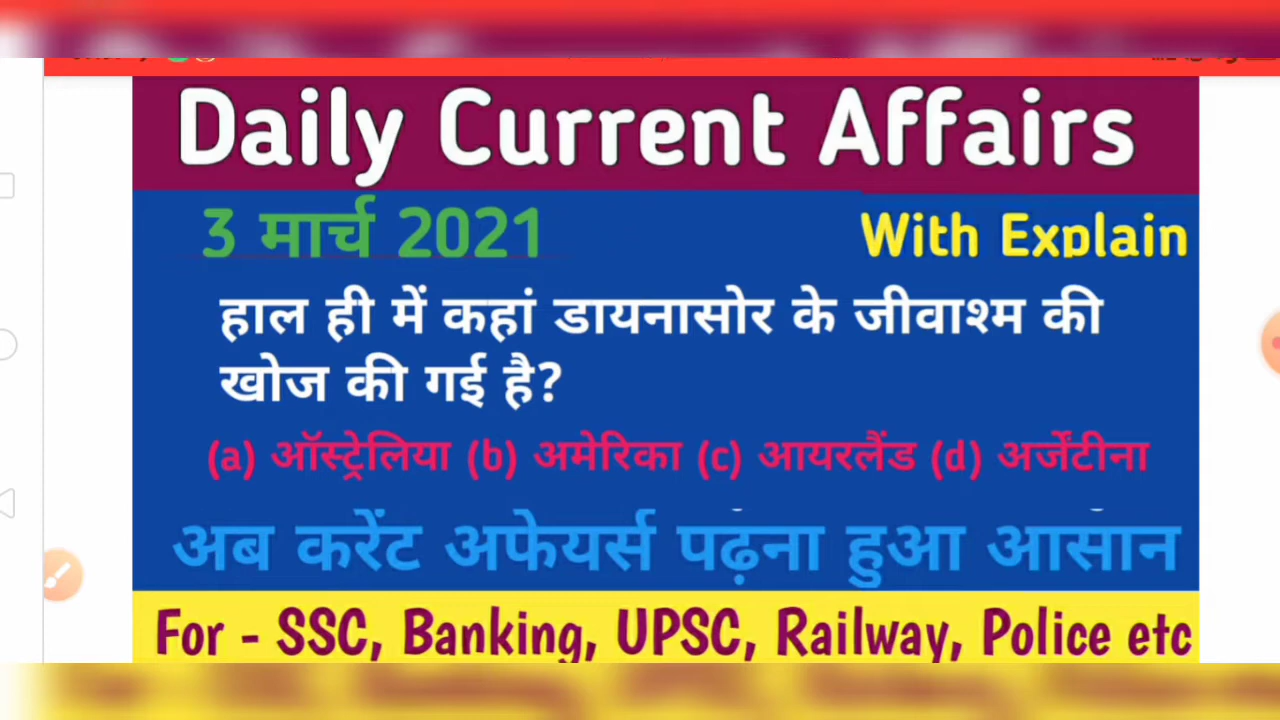 Daily Current Affairs
3 मार्च 2021 With Explain
हाल ही में कहां डायनासोर के जीवाश्म की
खोज की गई है?
(a) ऑस्ट्रेलिया (b) अमेरिका (c) आयरलैंड (d) अर्जेंटीना
अब करेंट अफेयर्स पढ़ना हुआ आसान
For - SSC, Banking, UPSC, Railway, Police etc